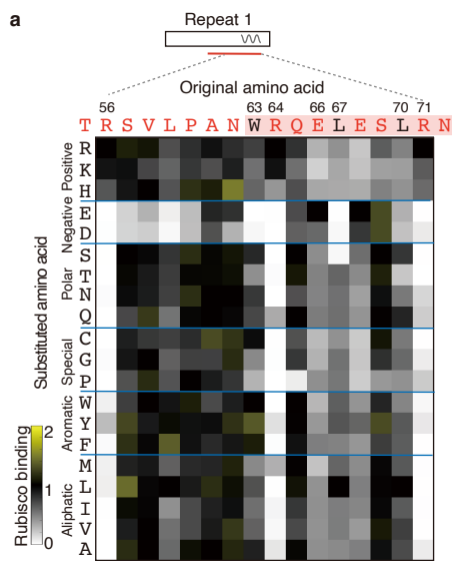 a
Repeat 1
Original amino acid
56 63 64 66 67 70 71
T R S V L P A N W R Q E L E S L R N
Substituted amino acid
Positive
R
K
H
Negative
E
D
Polar
S
T
N
Q
Special
C
G
P
Aromatic
W
Y
F
Aliphatic
M
L
I
V
A
Rubisco binding
2
1
0